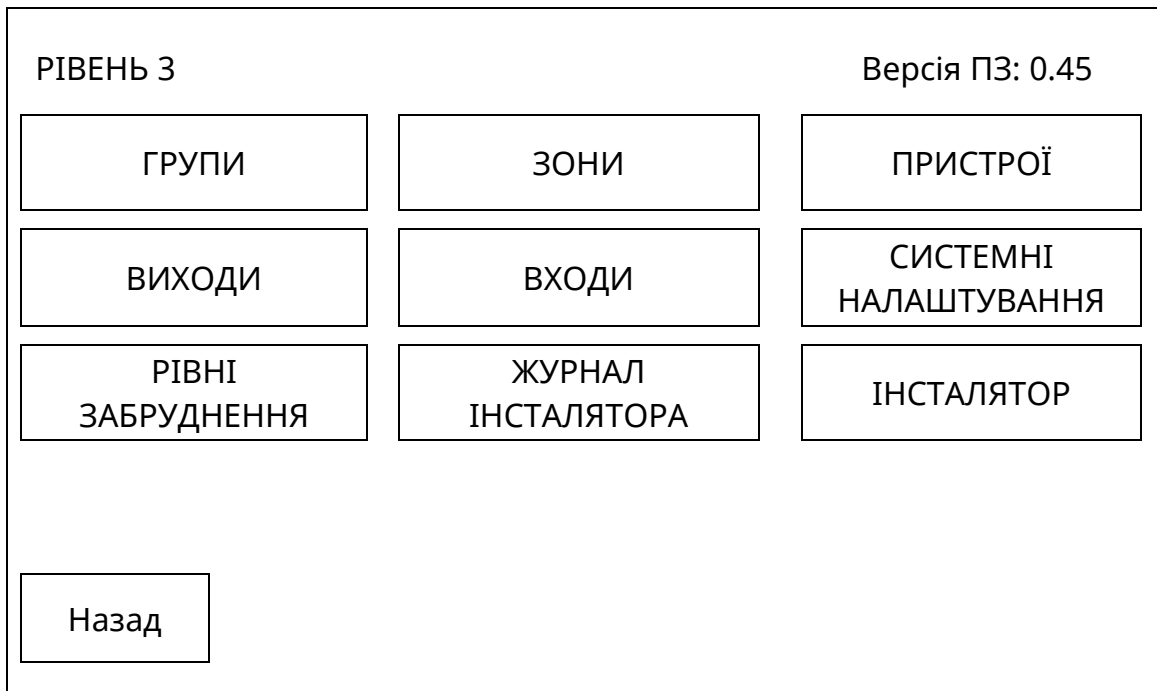 РІВЕНЬ 3
Версія ПЗ: 0.45
ГРУПИ
ЗОНИ
ПРИСТРОЇ
ВИХОДИ
ВХОДИ
СИСТЕМНІ
НАЛАШТУВАННЯ
РІВНІ
ЗАБРУДНЕННЯ
ЖУРНАЛ
ІНСТАЛЯТОРА
ІНСТАЛЯТОР
Назад